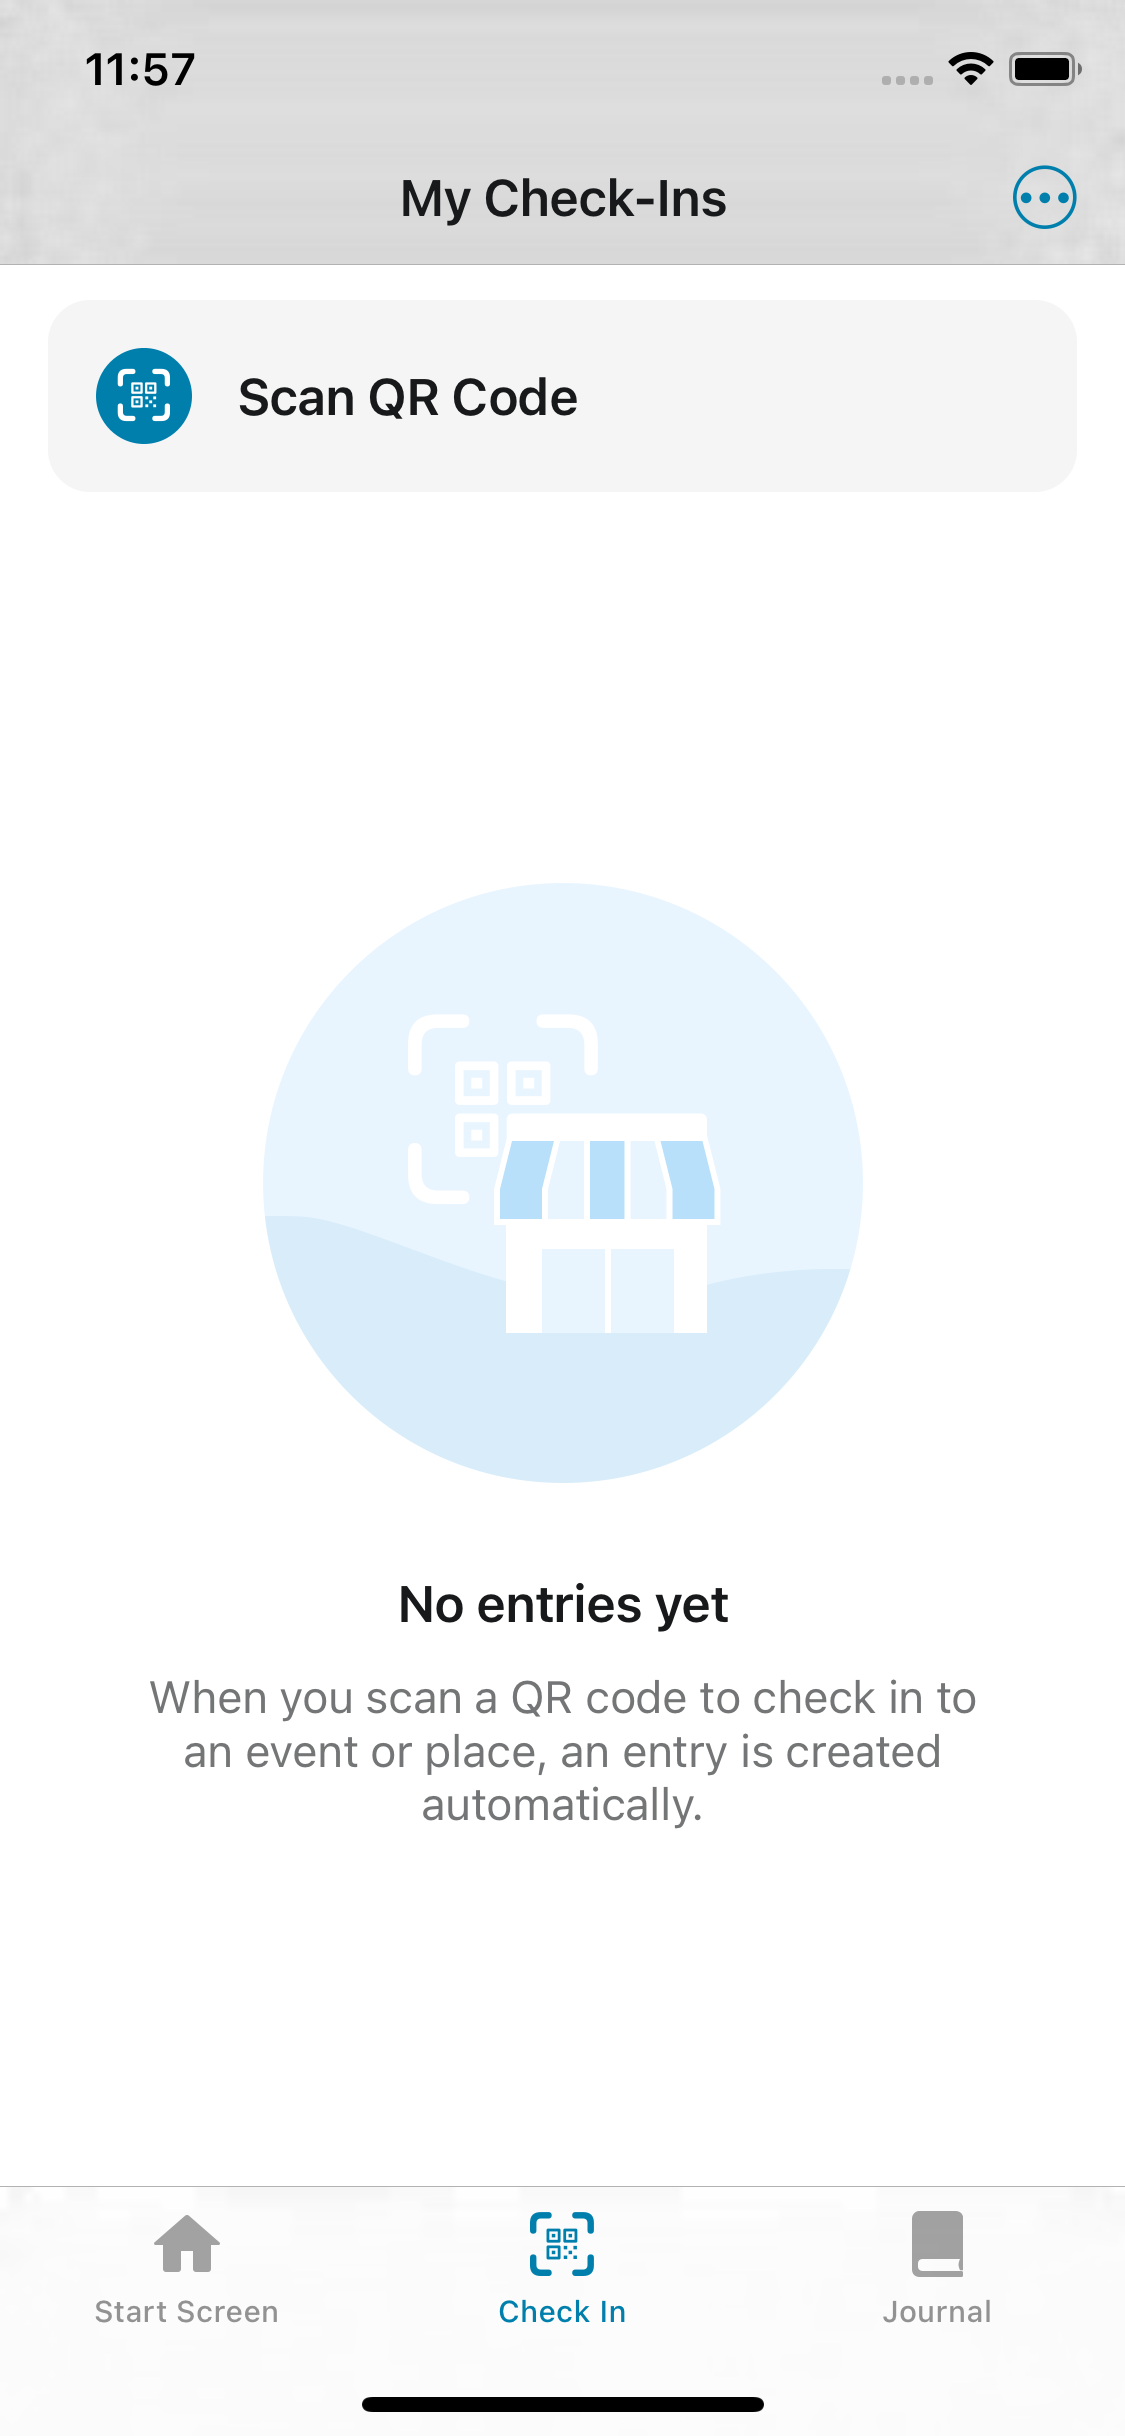 11:57
My Check-Ins
Scan QR Code
No entries yet
When you scan a QR code to check in to
an event or place, an entry is created
automatically.
Start Screen
Check In
Journal